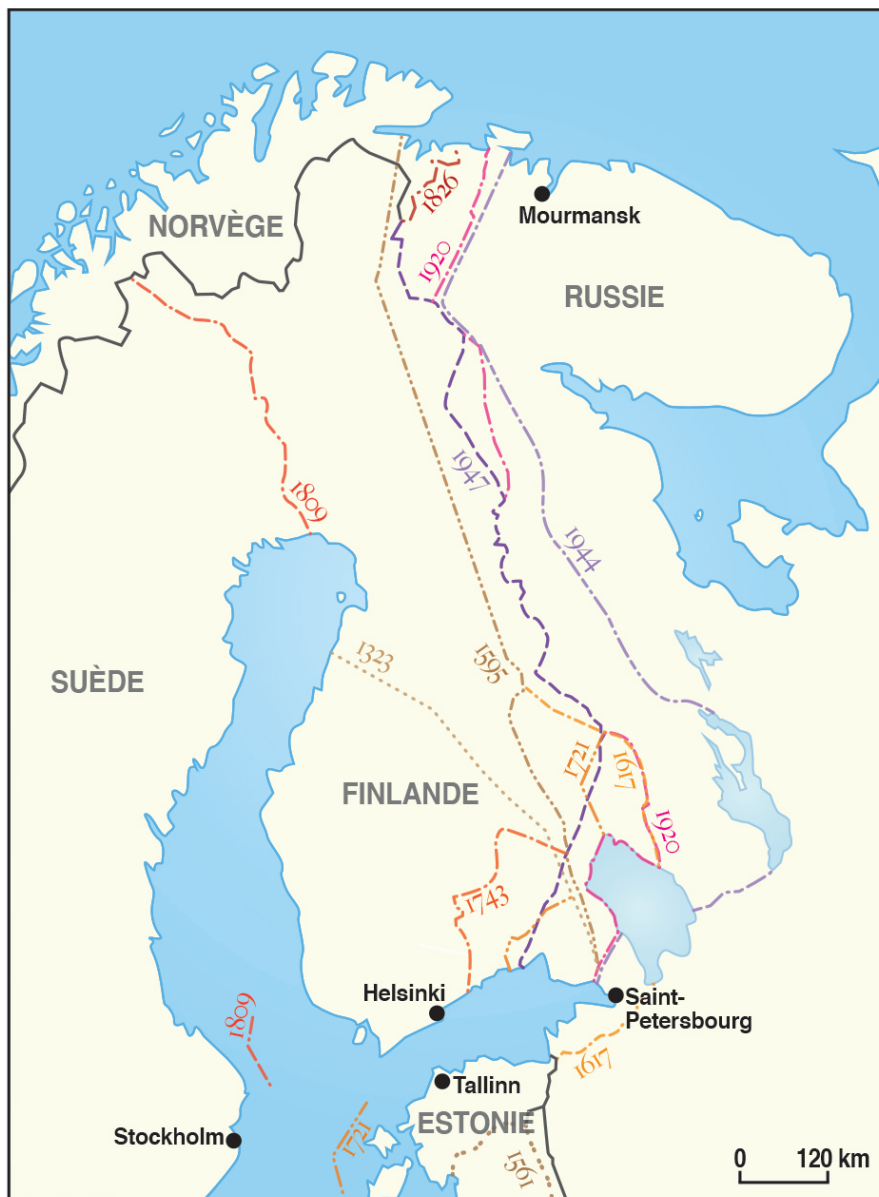 1826
Mourmansk
NORVÈGE
1920
RUSSIE
1947
1809
1944
1323
1595
SUÈDE
1721
1617
FINLANDE
1920
1743
Helsinki
Saint-
Petersbourg
1809
1617
Tallinn
ESTONIE
Stockholm
1721
1561
0 120 km